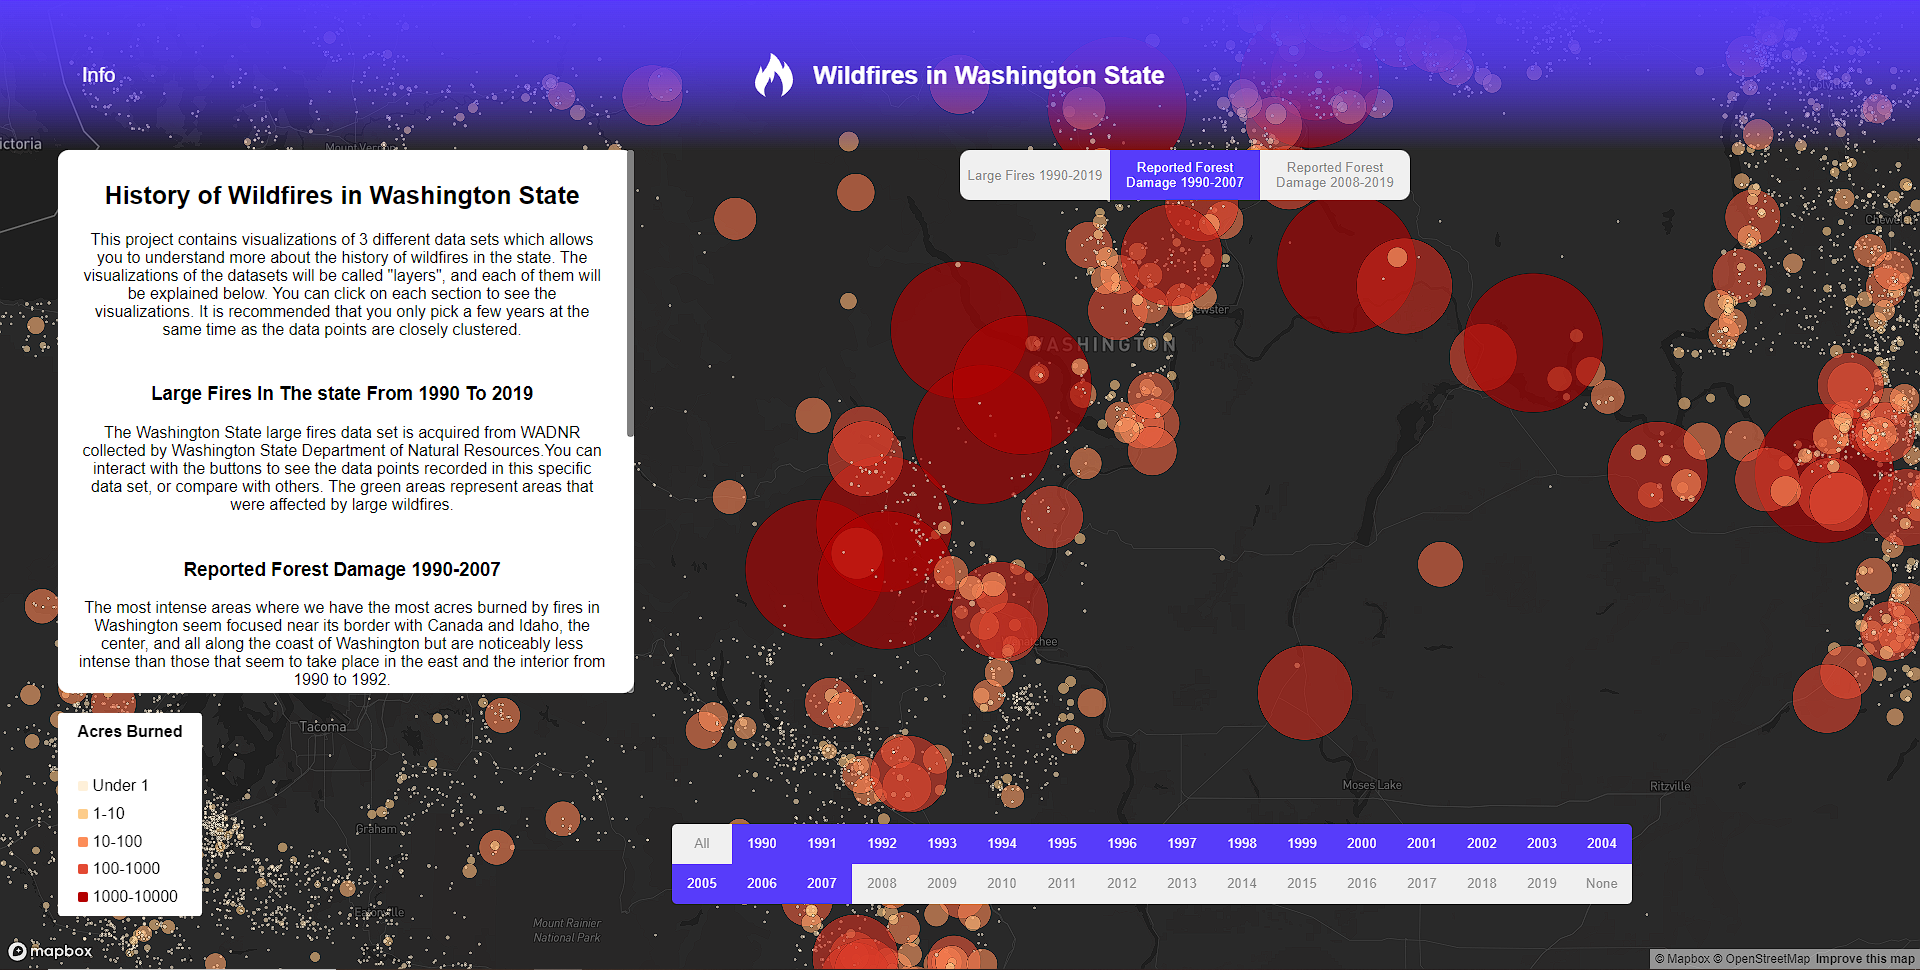 Info
Wildfires in Washington State
ictoria
Large Fires 1990-2019
Reported Forest
Damage 1990-2007
Reported Forest
Damage 2008-2019
History of Wildfires in Washington State
This project contains visualizations of 3 different data sets which allows
you to understand more about the history of wildfires in the state. The
visualizations of the datasets will be called "layers", and each of them will
be explained below. You can click on each section to see the
visualizations. It is recommended that you only pick a few years at the
same time as the data points are closely clustered.
Large Fires In The state From 1990 To 2019
The Washington State large fires data set is acquired from WADNR
collected by Washington State Department of Natural Resources.You can
interact with the buttons to see the data points recorded in this specific
data set, or compare with others. The green areas represent areas that
were affected by large wildfires.
Reported Forest Damage 1990-2007
The most intense areas where we have the most acres burned by fires in
Washington seem focused near its border with Canada and Idaho, the
center, and all along the coast of Washington but are noticeably less
intense than those that seem to take place in the east and the interior from
1990 to 1992.
WASHINGTON
Tacoma
Graham
Eatonville
Mount Rainier
National Park
Moses Lake
Ritzville
Acres Burned
Under 1
1-10
10-100
100-1000
1000-10000
All 1990 1991 1992 1993 1994 1995 1996 1997 1998 1999 2000 2001 2002 2003 2004
2005 2006 2007 2008 2009 2010 2011 2012 2013 2014 2015 2016 2017 2018 2019 None
mapbox
© Mapbox © OpenStreetMap Improve this map